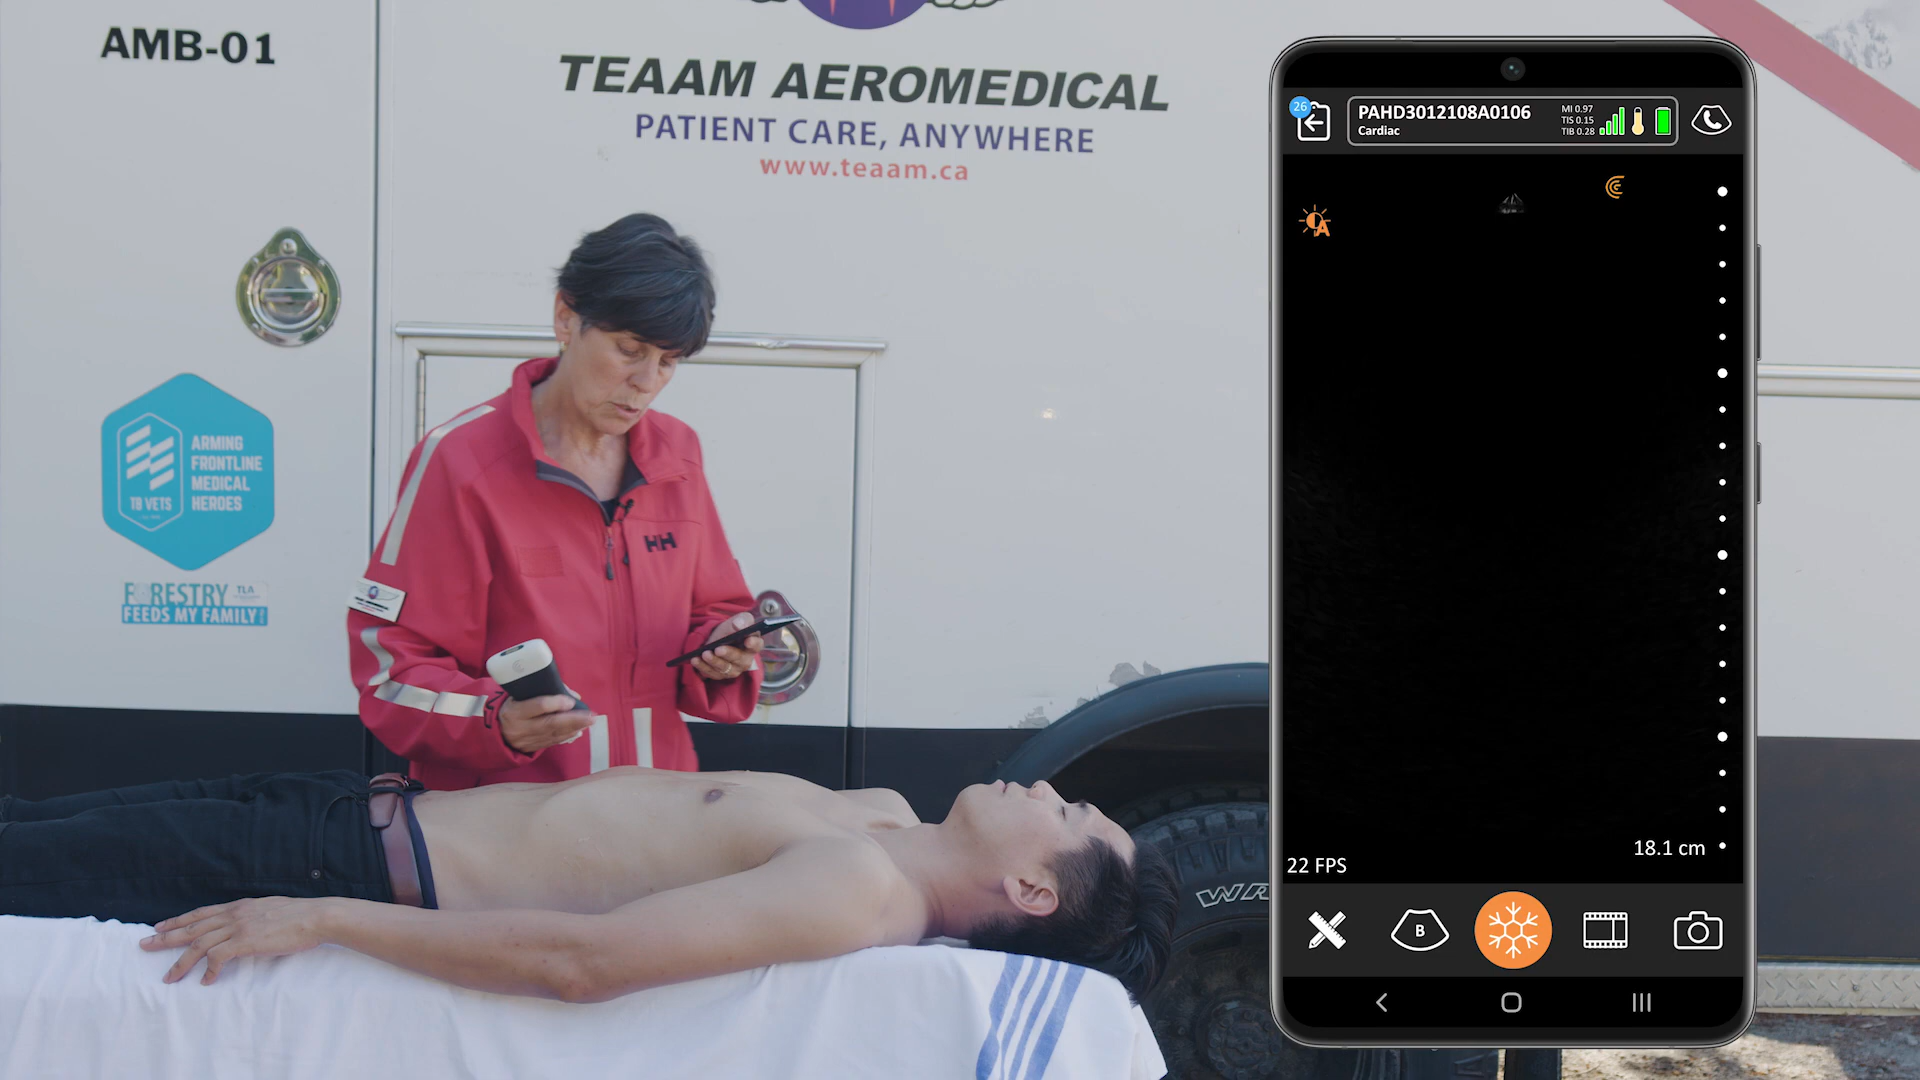 AMB-01
TEAAM AEROMEDICAL
PATIENT CARE, ANYWHERE
www.teaam.ca
ARMING
FRONTLINE
MEDICAL
HEROES
TB VETS
FORESTRY TLA
FEEDS MY FAMILY
HH
WR
26
PAHD3012108A0106
Cardiac
MI 0.97
TIS 0.15
TIB 0.28
A
18.1 cm
22 FPS
B